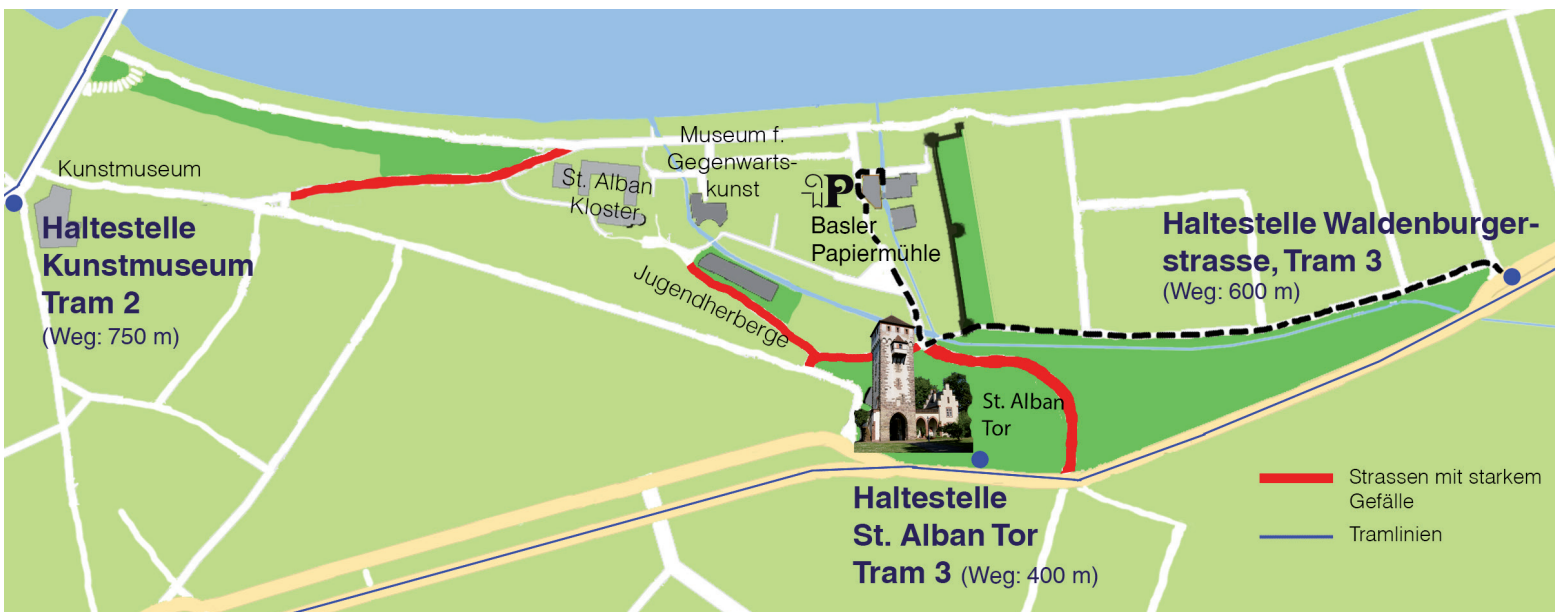 Kunstmuseum
Haltestelle
Kunstmuseum
Tram 2
(Weg: 750 m)
St. Alban
Kloster
Museum f.
Gegenwarts-
kunst
Basler
Papiermühle
Jugendherberge
Haltestelle Waldenburger-
strasse, Tram 3
(Weg: 600 m)
St. Alban
Tor
Haltestelle
St. Alban Tor
Tram 3 (Weg: 400 m)
Strassen mit starkem
Gefälle
Tramlinien